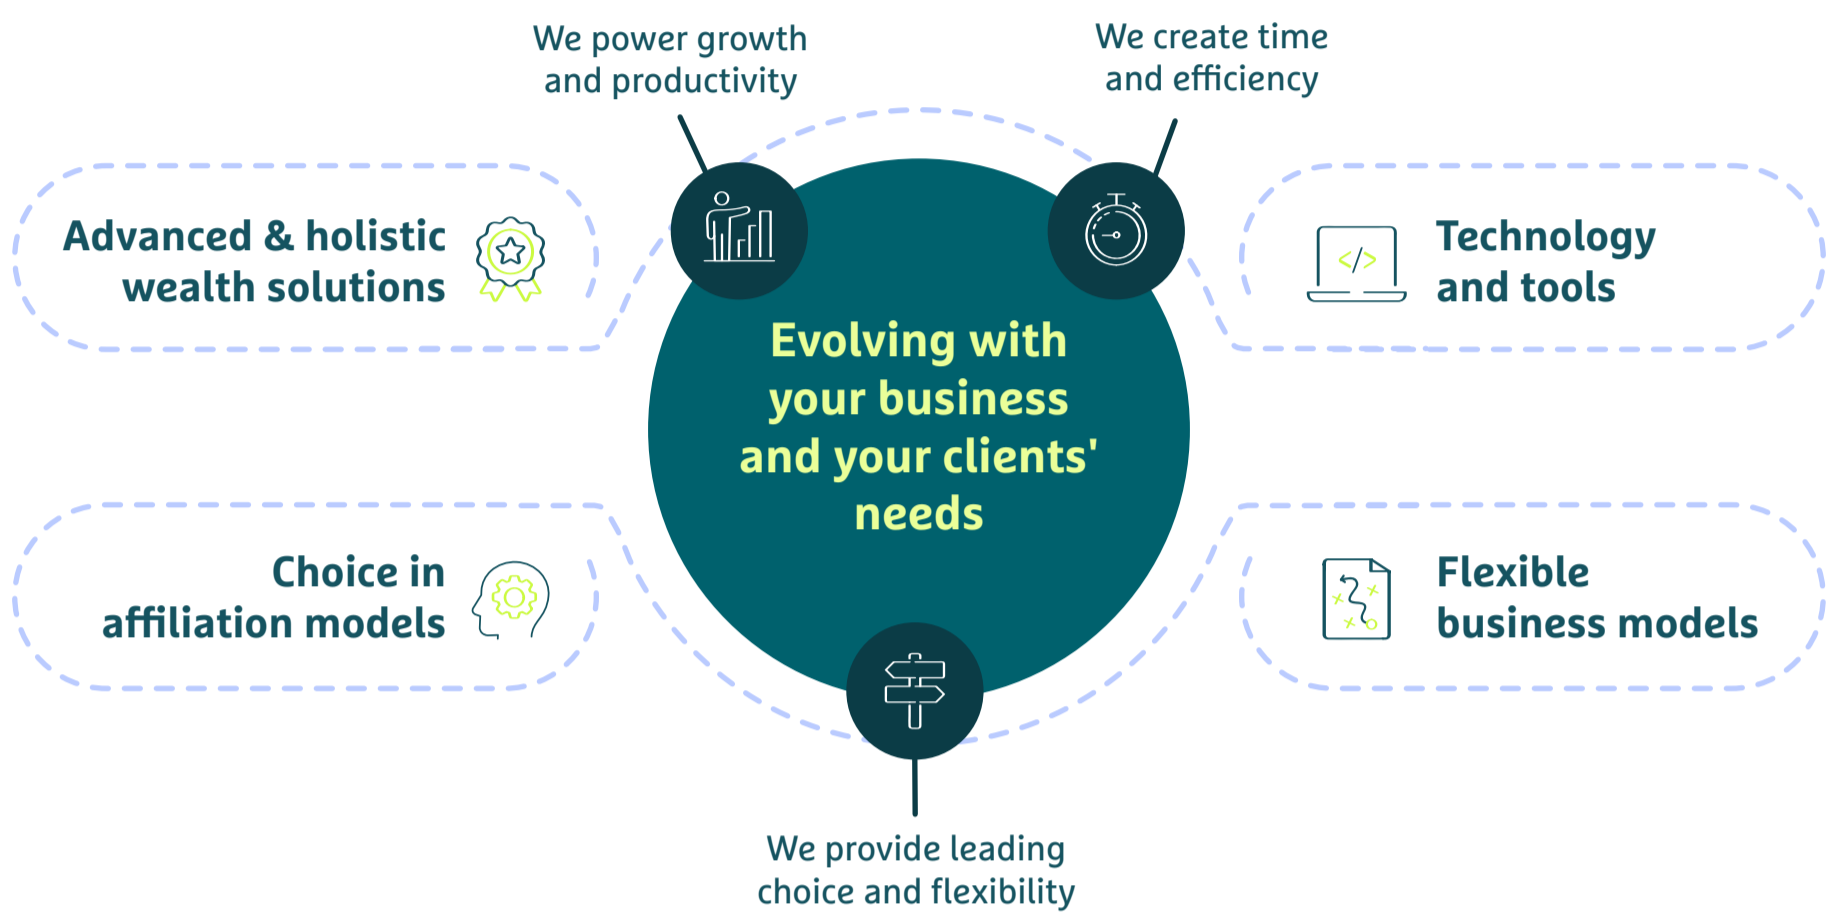 We power growth
and productivity
We create time
and efficiency
Advanced & holistic
wealth solutions
</>
Technology
and tools
Evolving with
your business
and your clients'
needs
Choice in
affiliation models
Flexible
business models
We provide leading
choice and flexibility